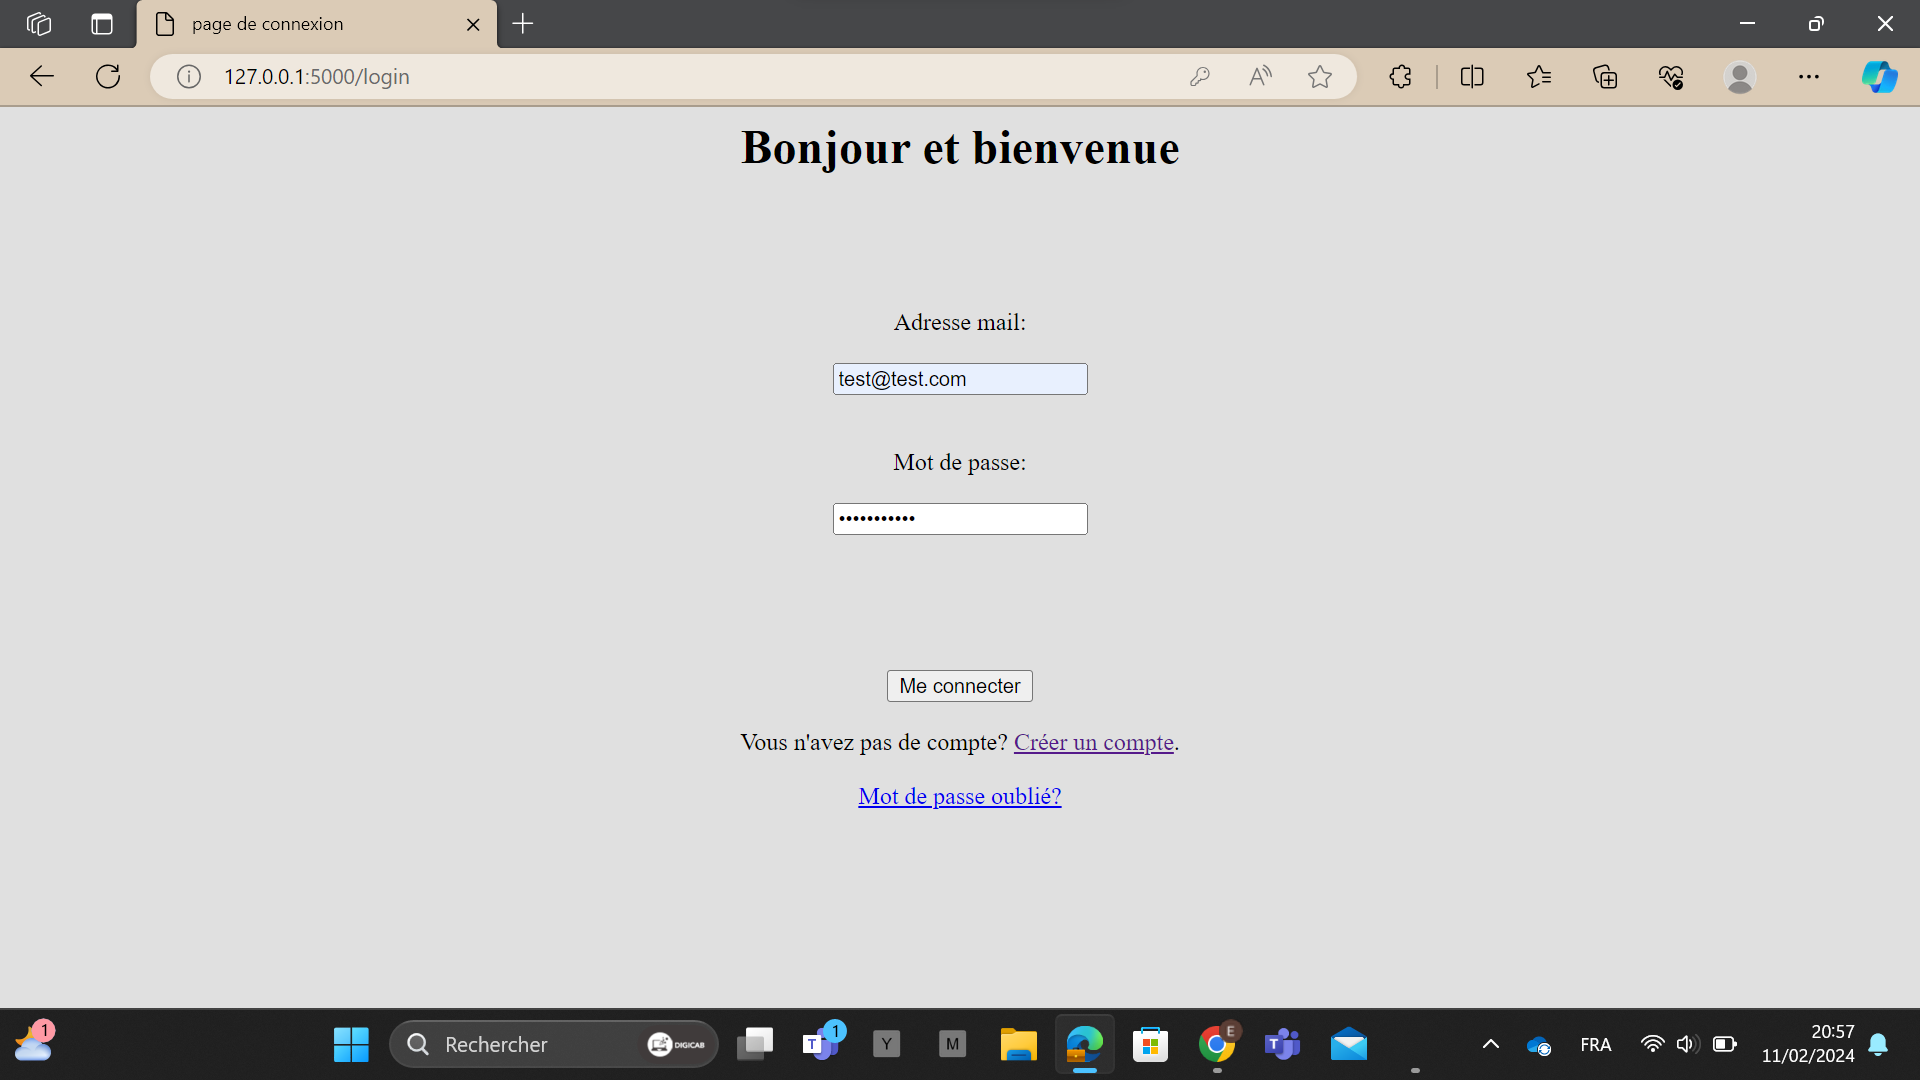 page de connexion
127.0.0.1:5000/login
Bonjour et bienvenue
Adresse mail:
test@test.com
Mot de passe:
•••••••••••
Me connecter
Vous n'avez pas de compte? Créer un compte.
Mot de passe oublié?
1
Rechercher
DIGICAB
T
1
Y
M
E
T
FRA
20:57
11/02/2024